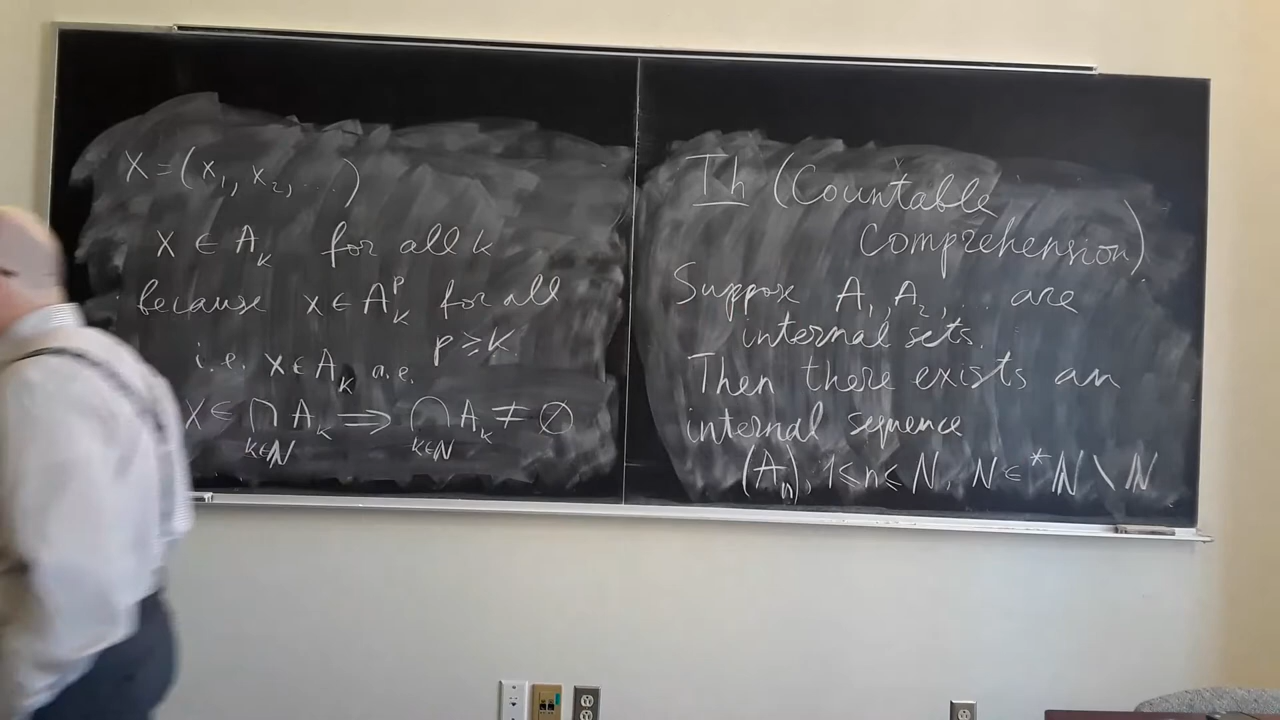 X = (x₁, x₂, ...)
X ∈ Aₖ for all k
because x ∈ Aₖᵖ for all
p ≥ k
i.e. x ∈ Aₖ a.e.
X ∈ ⋂ Aₖ ⟹ ⋂ Aₖ ≠ ∅
k∈ℕ k∈ℕ
Th (Countable
Comprehension)
Suppose A₁, A₂, ... are
internal sets.
Then there exists an
internal sequence
(Aₙ), 1 ≤ n ≤ N, N ∈ *ℕ \ ℕ